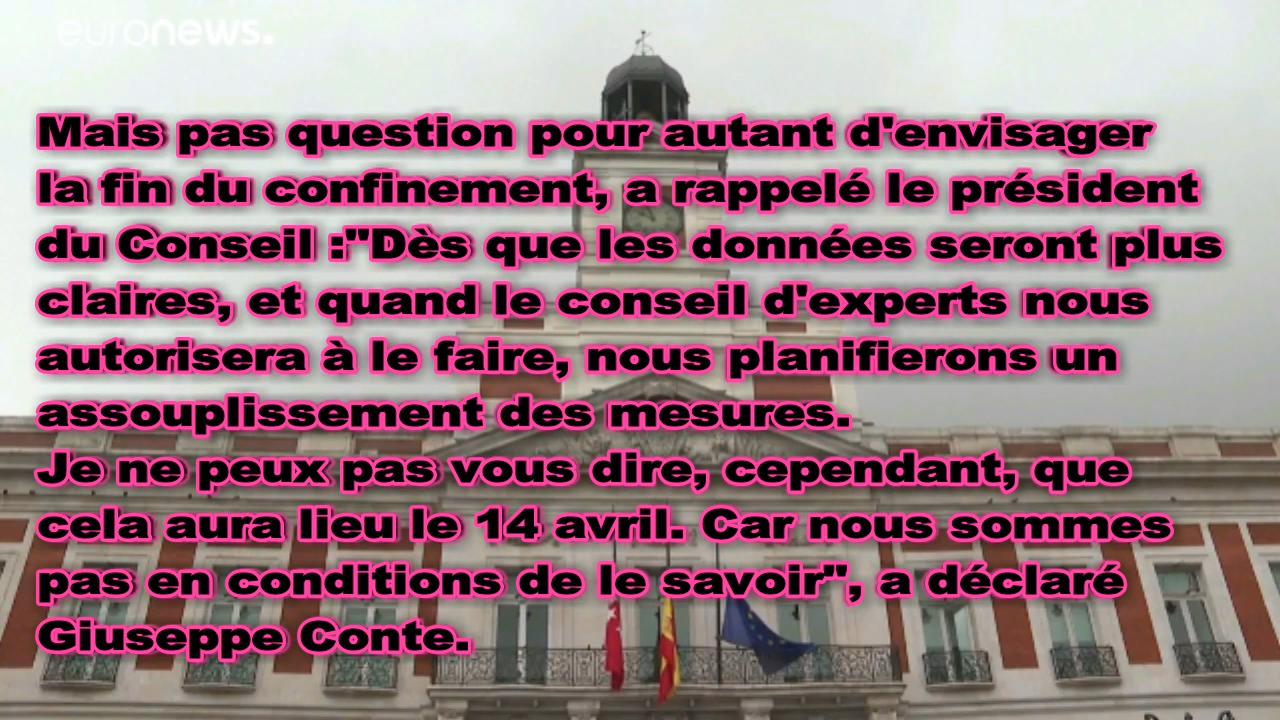 euronews.
Mais pas question pour autant d'envisager
la fin du confinement, a rappelé le président
du Conseil :"Dès que les données seront plus
claires, et quand le conseil d'experts nous
autorisera à le faire, nous planifierons un
assouplissement des mesures.
Je ne peux pas vous dire, cependant, que
cela aura lieu le 14 avril. Car nous sommes
pas en conditions de le savoir", a déclaré
Giuseppe Conte.